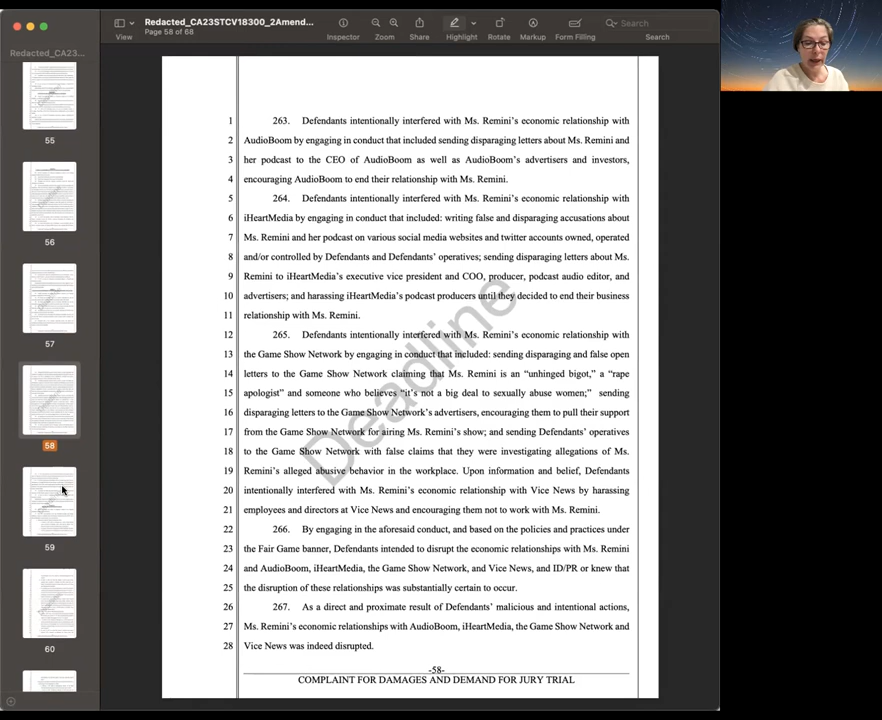 Redacted_CA23STCV18300_2Amend...
Page 58 of 68
View
Inspector
Zoom
Share
Highlight
Rotate
Markup
Form Filling
Search
Search
Redacted_CA23...
55
56
57
58
59
60
1 263. Defendants intentionally interfered with Ms. Remini's economic relationship with
2 AudioBoom by engaging in conduct that included sending disparaging letters about Ms. Remini and
3 her podcast to the CEO of AudioBoom as well as AudioBoom's advertisers and investors,
4 encouraging AudioBoom to end their relationship with Ms. Remini.
5 264. Defendants intentionally interfered with Ms. Remini's economic relationship with
6 iHeartMedia by engaging in conduct that included: writing false and disparaging accusations about
7 Ms. Remini and her podcast on various social media websites and twitter accounts owned, operated
8 and/or controlled by Defendants and Defendants' operatives; sending disparaging letters about Ms.
9 Remini to iHeartMedia's executive vice president and COO, producer, podcast audio editor, and
10 advertisers; and harassing iHeartMedia's podcast producers until they decided to end their business
11 relationship with Ms. Remini.
12 265. Defendants intentionally interfered with Ms. Remini's economic relationship with
13 the Game Show Network by engaging in conduct that included: sending disparaging and false open
14 letters to the Game Show Network claiming that Ms. Remini is an "unhinged bigot," a "rape
15 apologist" and someone who believes "it's not a big deal to sexually abuse women;" sending
16 disparaging letters to the Game Show Network's advertisers, encouraging them to pull their support
17 from the Game Show Network for airing Ms. Remini's show; and sending Defendants' operatives
18 to the Game Show Network with false claims that they were investigating allegations of Ms.
19 Remini's alleged abusive behavior in the workplace. Upon information and belief, Defendants
20 intentionally interfered with Ms. Remini's economic relationship with Vice News by harassing
21 employees and directors at Vice News and encouraging them not to work with Ms. Remini.
22 266. By engaging in the aforesaid conduct, and based on the policies and practices under
23 the Fair Game banner, Defendants intended to disrupt the economic relationships with Ms. Remini
24 and AudioBoom, iHeartMedia, the Game Show Network, and Vice News, and ID/PR or knew that
25 the disruption of these relationships was substantially certain to occur.
26 267. As a direct and proximate result of Defendants' malicious and intentional actions,
27 Ms. Remini's economic relationships with AudioBoom, iHeartMedia, the Game Show Network and
28 Vice News was indeed disrupted.
Deadline
-58-
COMPLAINT FOR DAMAGES AND DEMAND FOR JURY TRIAL